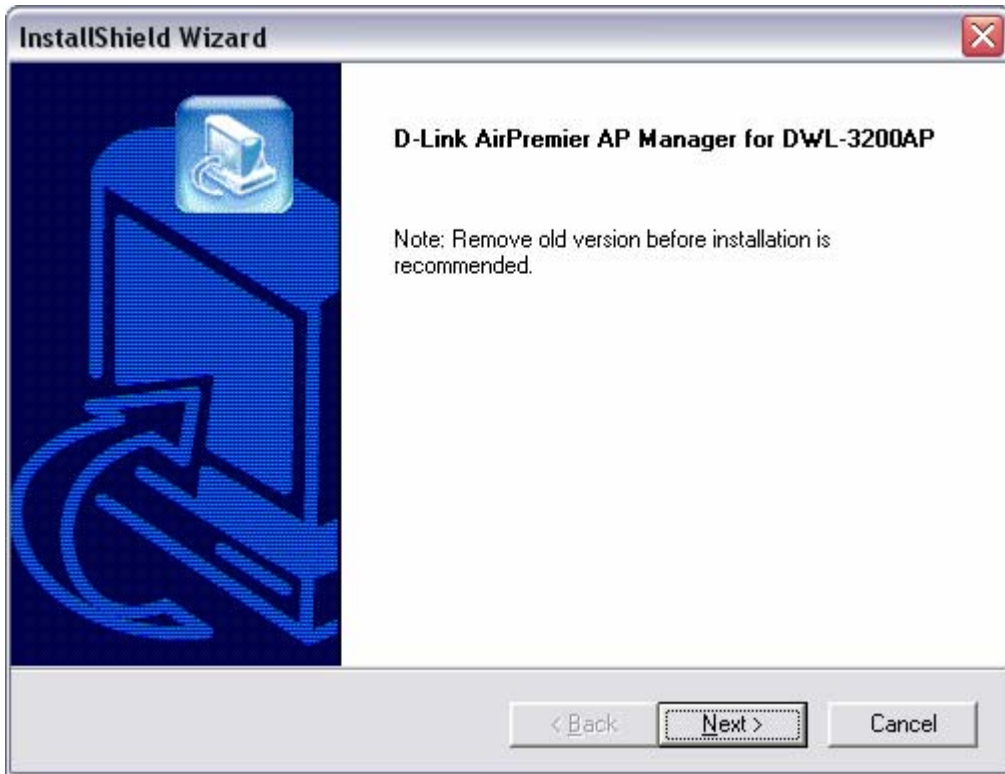 InstallShield Wizard
D-Link AirPremier AP Manager for DWL-3200AP
Note: Remove old version before installation is
recommended.
< Back
Next >
Cancel